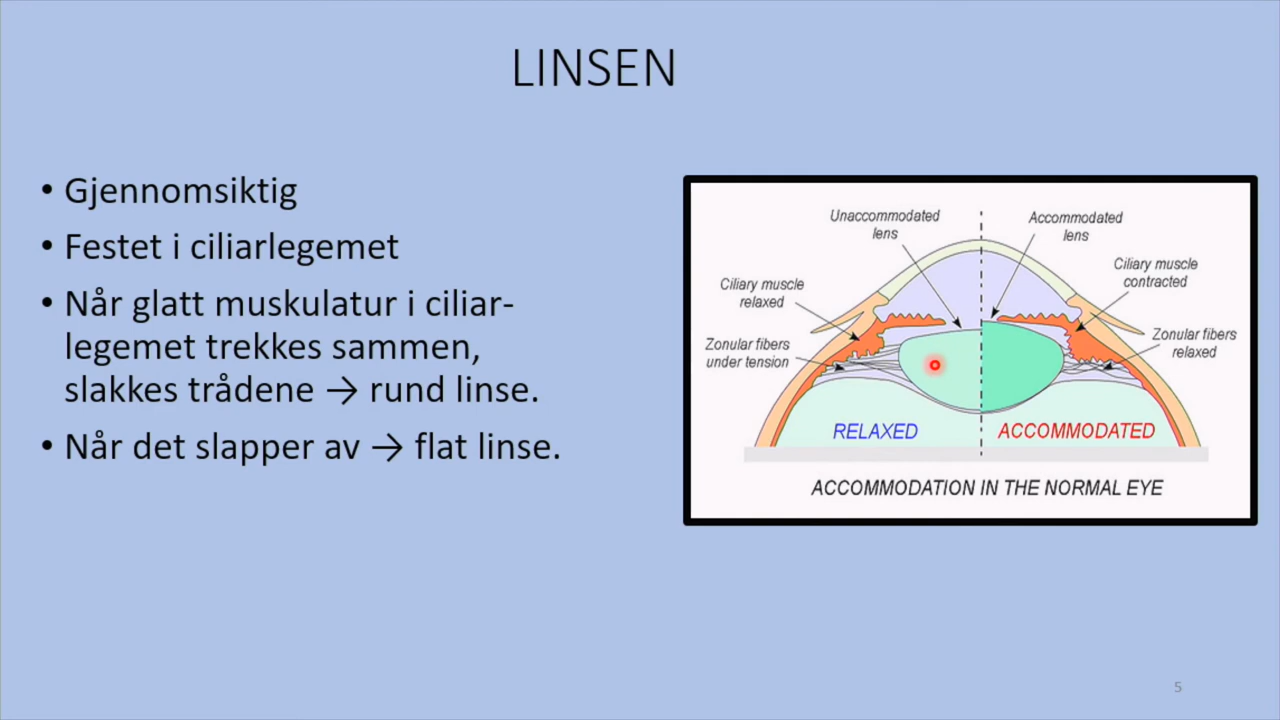 LINSEN
• Gjennomsiktig
• Festet i ciliarlegemet
• Når glatt muskulatur i ciliar-
legemet trekkes sammen,
slakkes trådene → rund linse.
• Når det slapper av → flat linse.
Unaccommodated
lens
Accommodated
lens
Ciliary muscle
relaxed
Ciliary muscle
contracted
Zonular fibers
under tension
Zonular fibers
relaxed
RELAXED
ACCOMMODATED
ACCOMMODATION IN THE NORMAL EYE
5